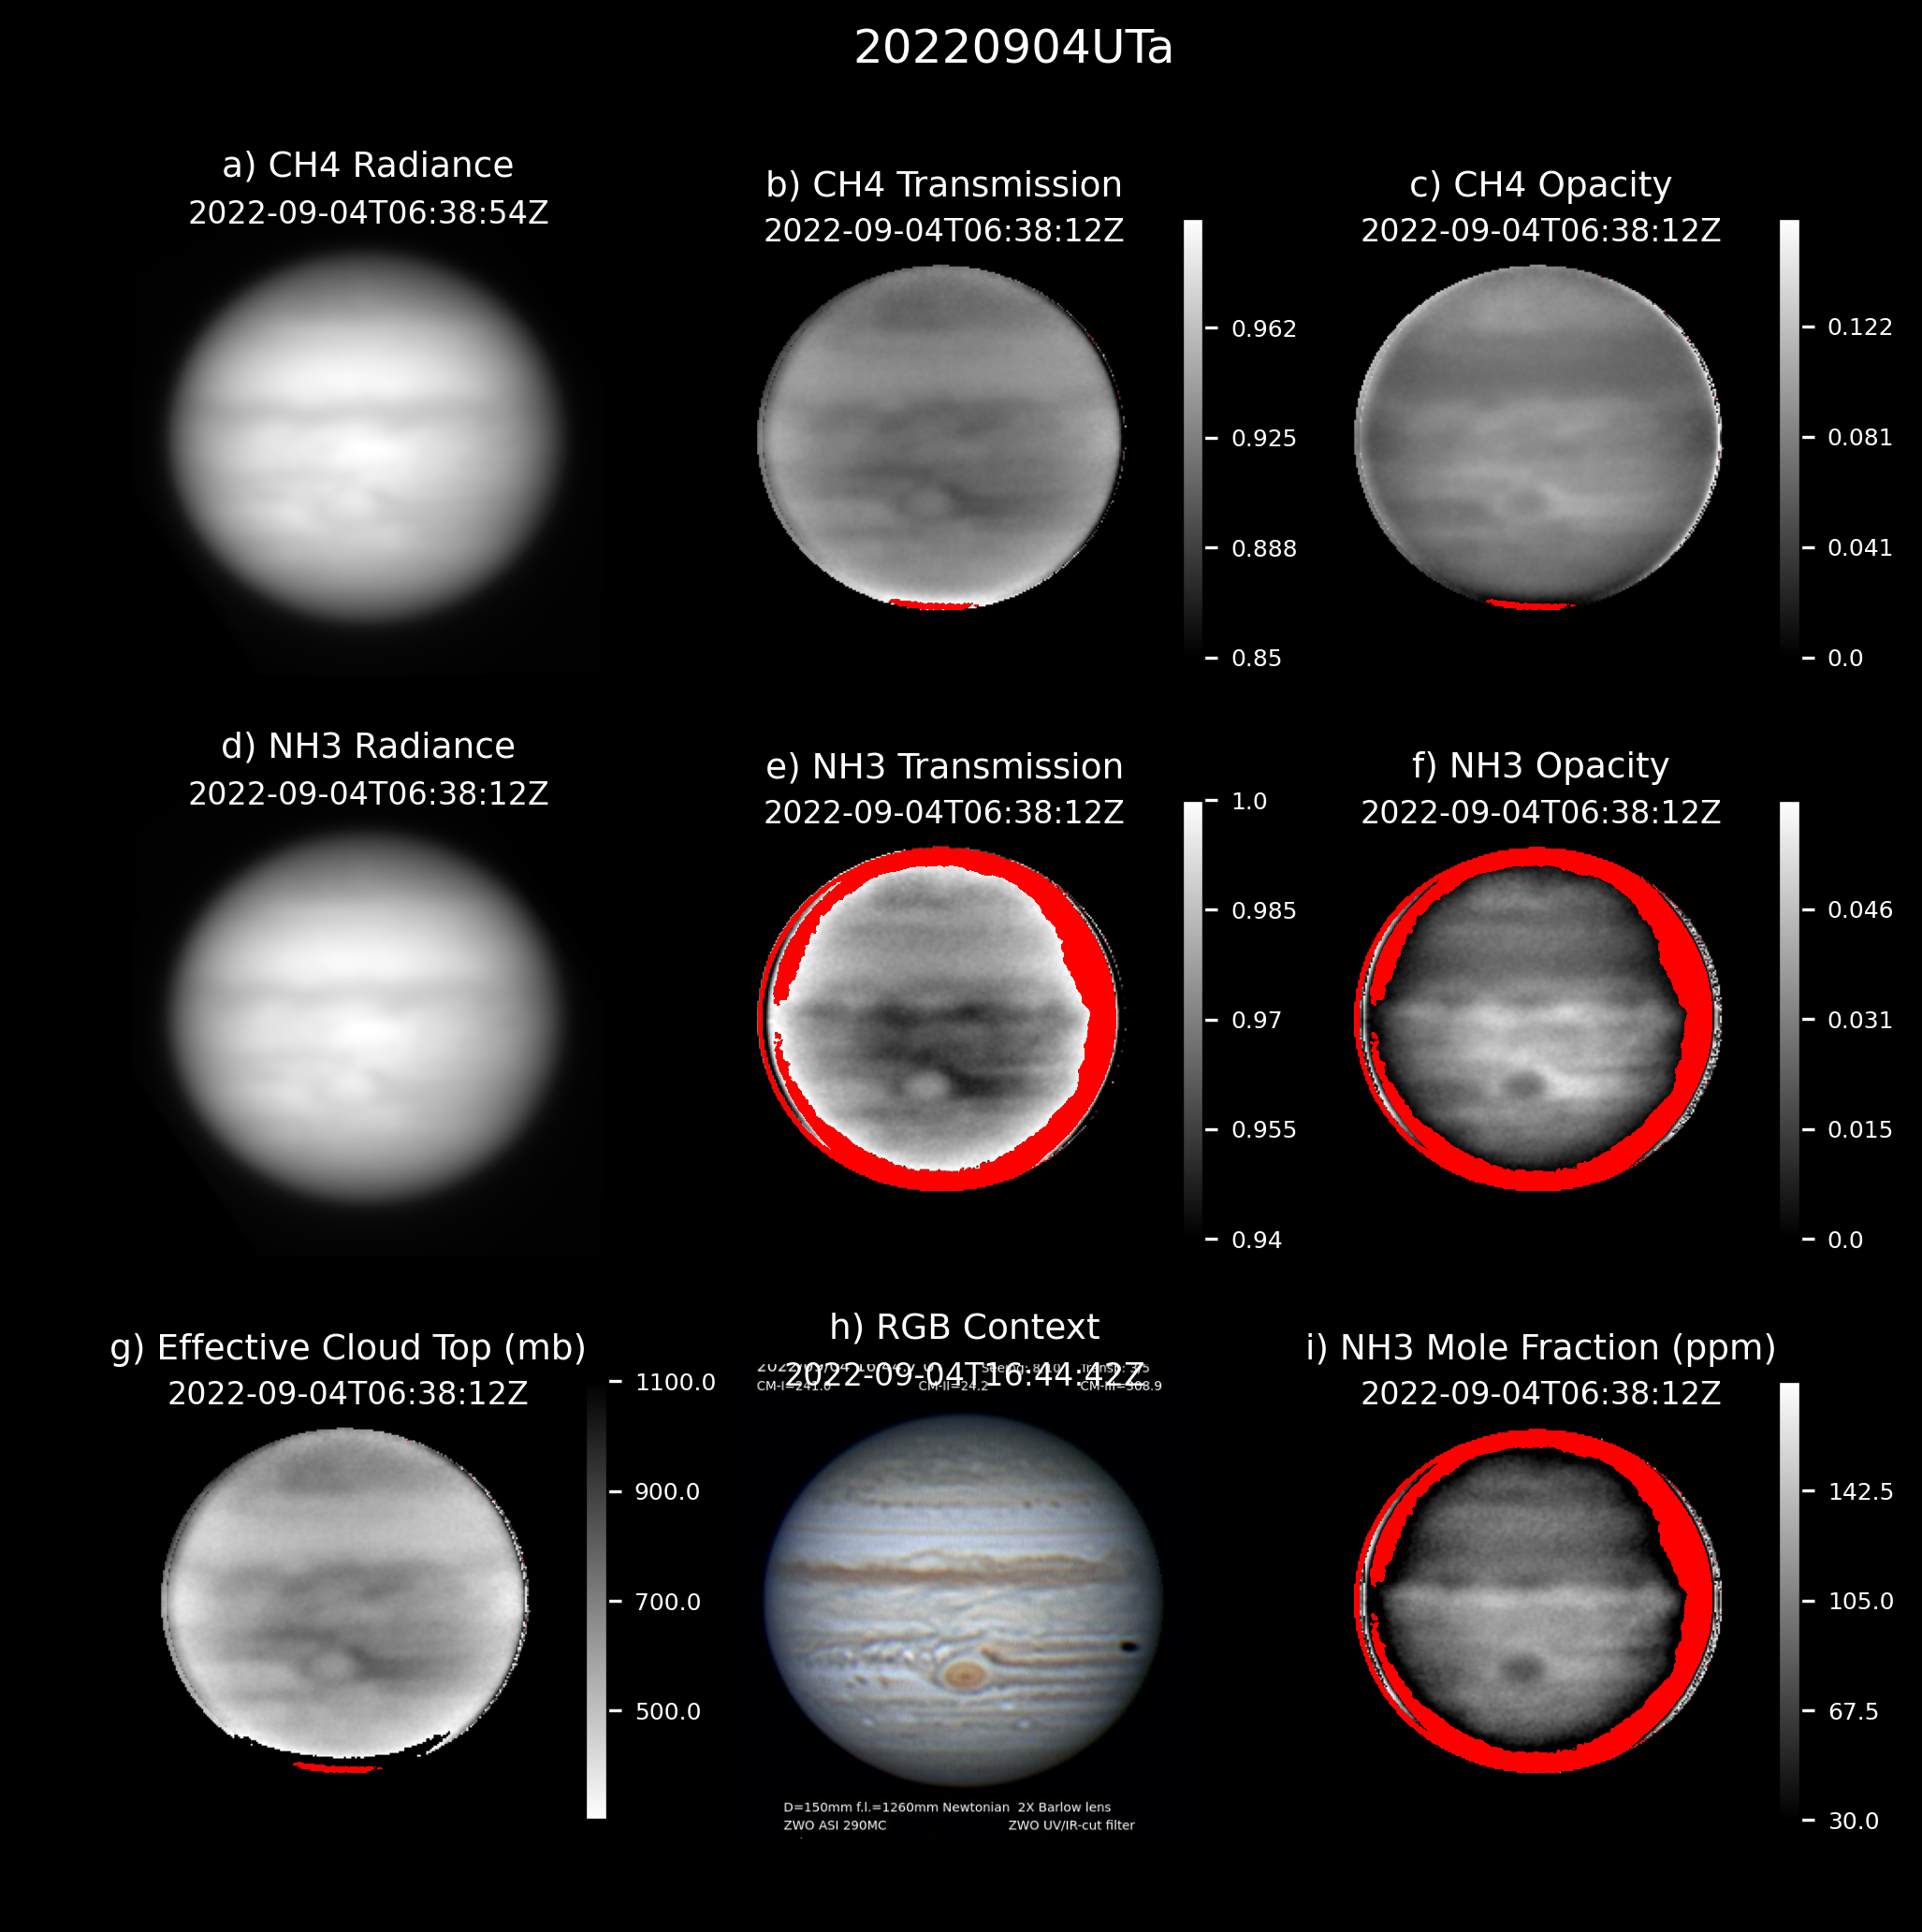 20220904UTa
a) CH4 Radiance
2022-09-04T06:38:54Z
b) CH4 Transmission
2022-09-04T06:38:12Z
0.962
0.925
0.888
0.85
c) CH4 Opacity
2022-09-04T06:38:12Z
0.122
0.081
0.041
0.0
d) NH3 Radiance
2022-09-04T06:38:12Z
e) NH3 Transmission
2022-09-04T06:38:12Z
1.0
0.985
0.97
0.955
0.94
f) NH3 Opacity
2022-09-04T06:38:12Z
0.046
0.031
0.015
0.0
g) Effective Cloud Top (mb)
2022-09-04T06:38:12Z
1100.0
900.0
700.0
500.0
h) RGB Context
2022-09-04T16:44:42Z
CM-I=241.0 CM-II=24.2
D=150mm f.l.=1260mm Newtonian 2X Barlow lens
ZWO ASI 290MC ZWO UV/IR-cut filter
i) NH3 Mole Fraction (ppm)
2022-09-04T06:38:12Z
142.5
105.0
67.5
30.0